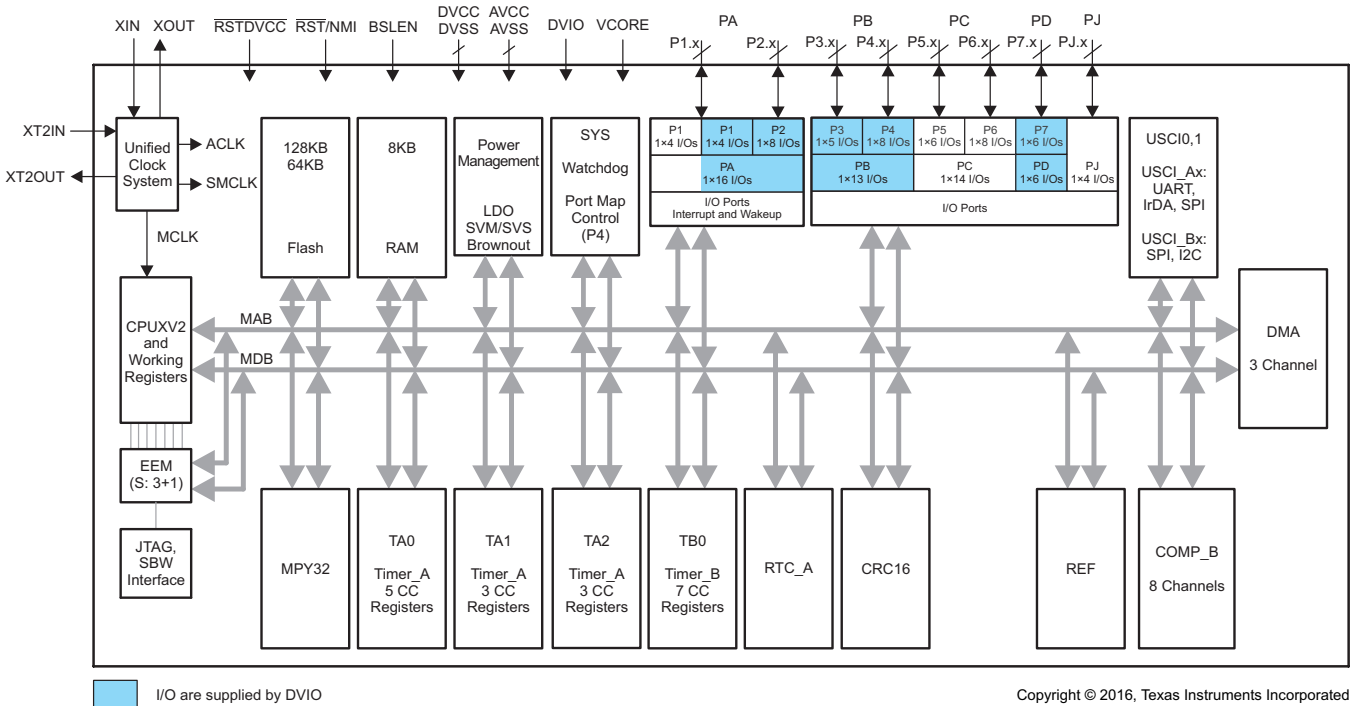 XIN XOUT RSTDVCC RST/NMI BSLEN DVCC DVSS AVCC AVSS DVIO VCORE PA PB PC PD PJ
P1.x P2.x P3.x P4.x P5.x P6.x P7.x PJ.x
XT2IN
XT2OUT
Unified
Clock
System
ACLK
SMCLK
MCLK
128KB
64KB
Flash
8KB
RAM
Power
Management
LDO
SVM/SVS
Brownout
SYS
Watchdog
Port Map
Control
(P4)
P1
1×4 I/Os
P1
1×4 I/Os
P2
1×8 I/Os
PA
1×16 I/Os
I/O Ports
Interrupt and Wakeup
P3
1×5 I/Os
P4
1×8 I/Os
P5
1×6 I/Os
P6
1×8 I/Os
P7
1×6 I/Os
PB
1×13 I/Os
PC
1×14 I/Os
PD
1×6 I/Os
PJ
1×4 I/Os
I/O Ports
USCI0,1
USCI_Ax:
UART,
IrDA, SPI
USCI_Bx:
SPI, I2C
CPUXV2
and
Working
Registers
MAB
MDB
DMA
3 Channel
EEM
(S: 3+1)
JTAG,
SBW
Interface
MPY32
TA0
Timer_A
5 CC
Registers
TA1
Timer_A
3 CC
Registers
TA2
Timer_A
3 CC
Registers
TB0
Timer_B
7 CC
Registers
RTC_A
CRC16
REF
COMP_B
8 Channels
I/O are supplied by DVIO
Copyright © 2016, Texas Instruments Incorporated